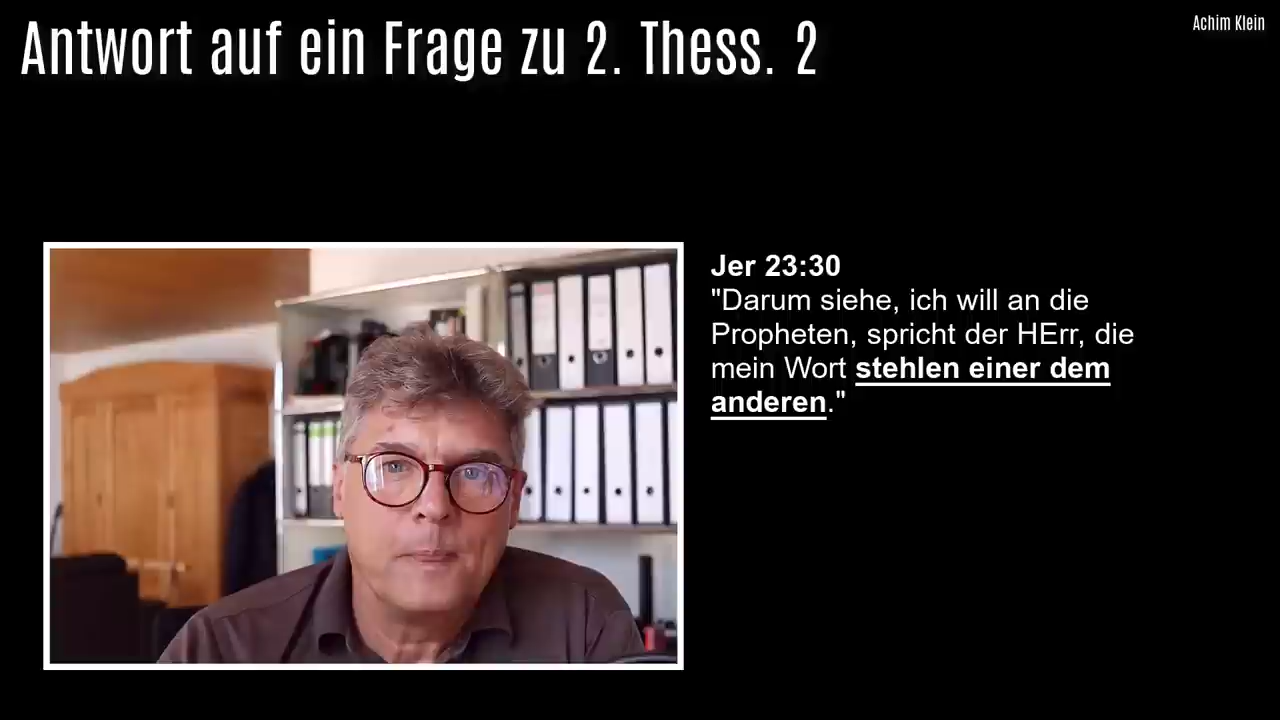 Antwort auf ein Frage zu 2. Thess. 2
Achim Klein
Jer 23:30
"Darum siehe, ich will an die
Propheten, spricht der HErr, die
mein Wort stehlen einer dem
anderen."